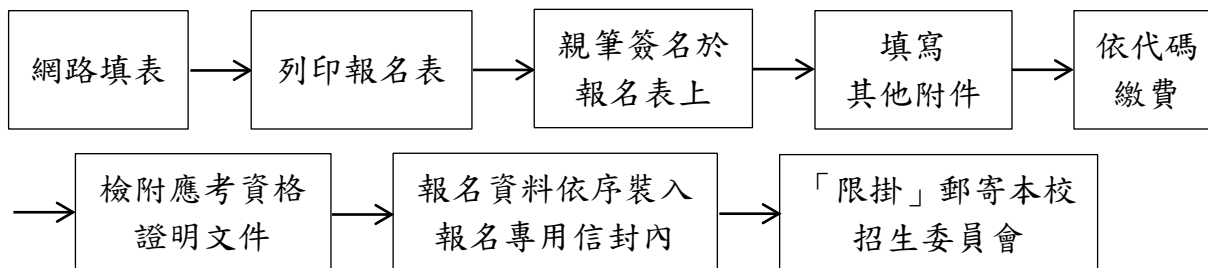 網路填表
列印報名表
親筆簽名於
報名表上
填寫
其他附件
依代碼
繳費
檢附應考資格
證明文件
報名資料依序裝入
報名專用信封內
「限掛」郵寄本校
招生委員會